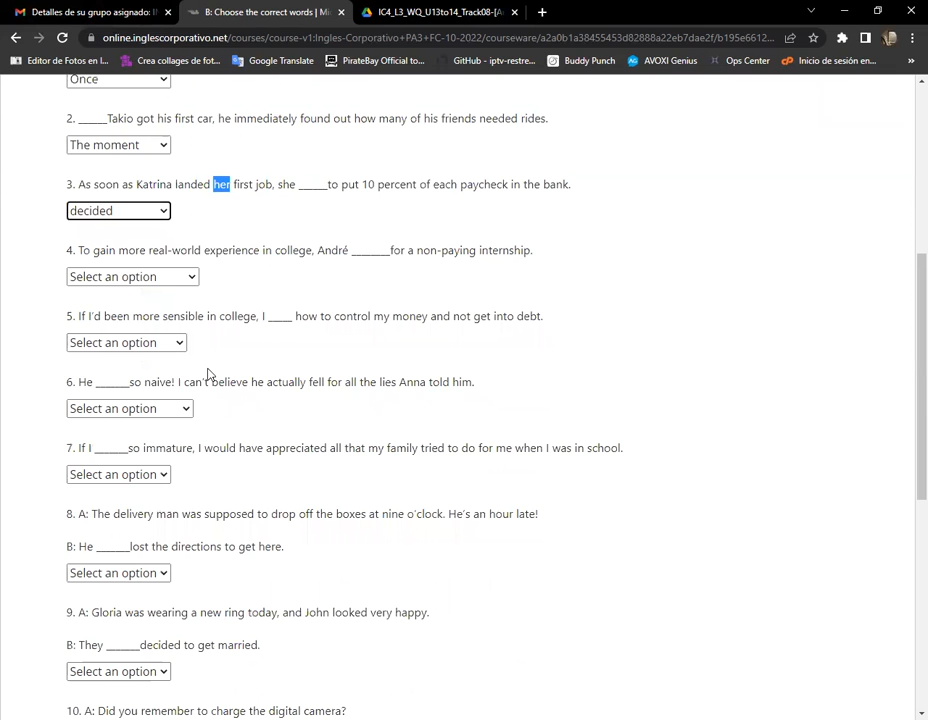 Detalles de su grupo asignado: I
B: Choose the correct words | Mi
IC4_L3_WQ_U13to14_Track08-[A
online.inglescorporativo.net/courses/course-v1:Ingles-Corporativo+PA3+FC-10-2022/courseware/a2a0b1a38455453d82888a22eb7dae2f/b195e6612...
Editor de Fotos en l... Crea collages de fot... Google Translate PirateBay Official to... GitHub - iptv-restre... Buddy Punch AVOXI Genius Ops Center Inicio de sesión en...
Once
2. _____Takio got his first car, he immediately found out how many of his friends needed rides.
The moment
3. As soon as Katrina landed her first job, she _____to put 10 percent of each paycheck in the bank.
decided
4. To gain more real-world experience in college, André _______for a non-paying internship.
Select an option
5. If I'd been more sensible in college, I ____ how to control my money and not get into debt.
Select an option
6. He ______so naive! I can't believe he actually fell for all the lies Anna told him.
Select an option
7. If I ______so immature, I would have appreciated all that my family tried to do for me when I was in school.
Select an option
8. A: The delivery man was supposed to drop off the boxes at nine o'clock. He's an hour late!
B: He ______lost the directions to get here.
Select an option
9. A: Gloria was wearing a new ring today, and John looked very happy.
B: They ______decided to get married.
Select an option
10. A: Did you remember to charge the digital camera?